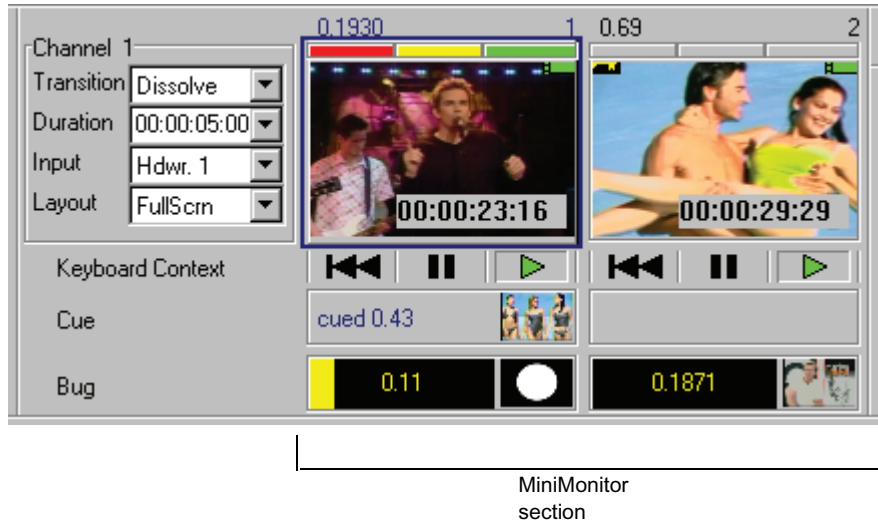 0.1930 1 0.69 2
Channel 1
Transition Dissolve
Duration 00:00:05:00
Input Hdwr. 1
Layout FullScrn
00:00:23:16 00:00:29:29
Keyboard Context
Cue cued 0.43
Bug 0.11 0.1871
MiniMonitor
section